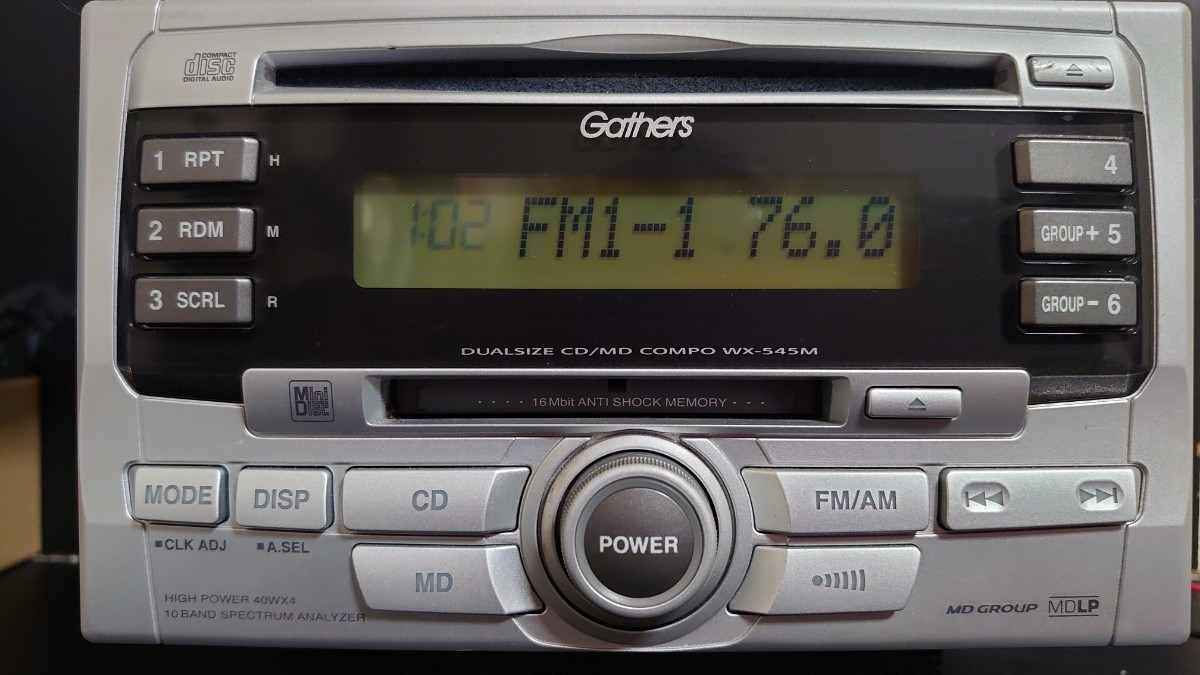 COMPACT
disc
DIGITAL AUDIO
Gathers
1 RPT H
4
2 RDM M
GROUP+ 5
3 SCRL R
GROUP- 6
1:02 FM1-1 76.0
DUALSIZE CD/MD COMPO WX-545M
Mini
Disc
16Mbit ANTI SHOCK MEMORY
MODE
DISP
CD
FM/AM
CLK ADJ
A.SEL
POWER
MD
HIGH POWER 40WX4
10BAND SPECTRUM ANALYZER
MD GROUP
MDLP